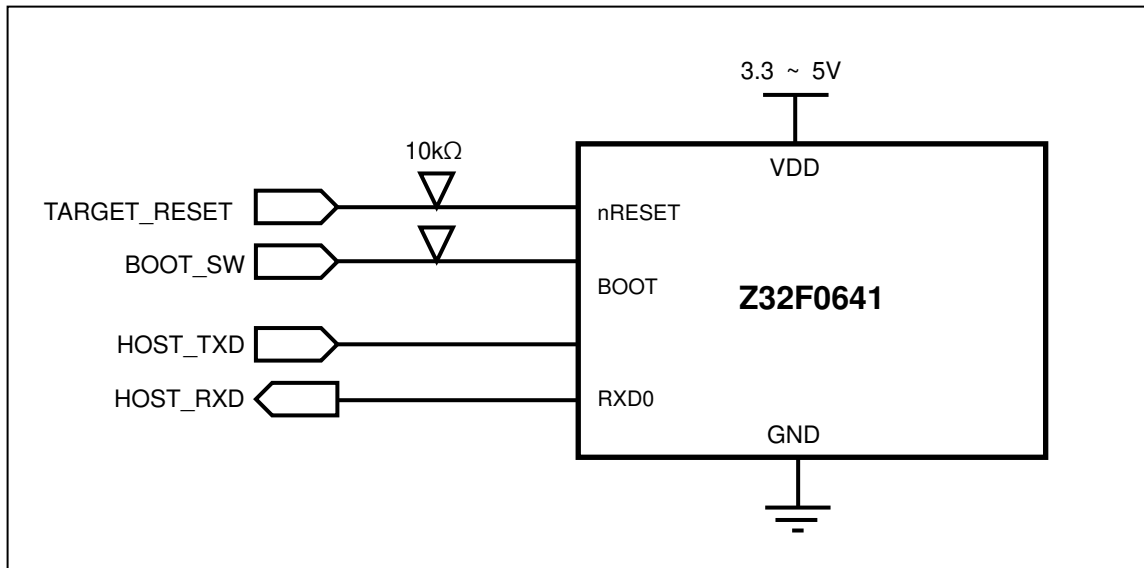 3.3 ~ 5V
10kΩ
VDD
TARGET_RESET
nRESET
BOOT_SW
BOOT
Z32F0641
HOST_TXD
HOST_RXD
RXD0
GND